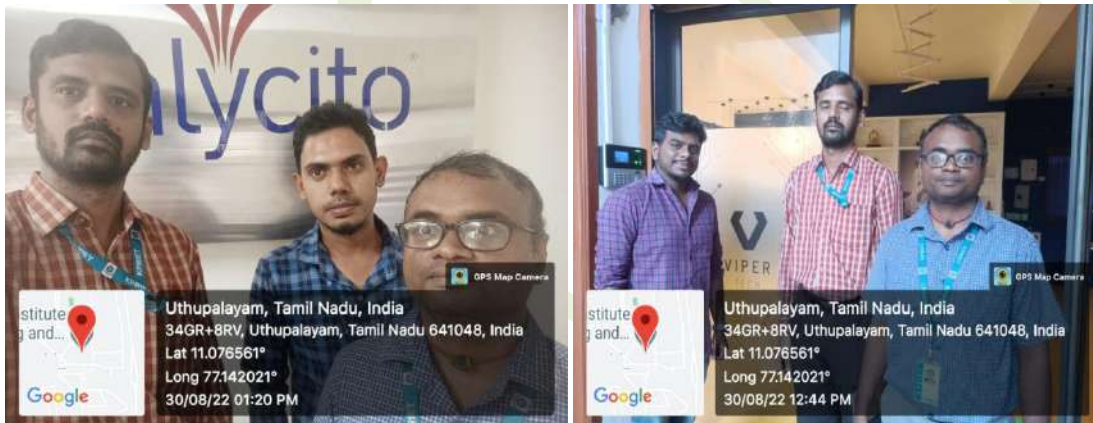 alycito
GPS Map Camera
stitute
g and...
Google
Uthupalayam, Tamil Nadu, India
34GR+8RV, Uthupalayam, Tamil Nadu 641048, India
Lat 11.076561°
Long 77.142021°
30/08/22 01:20 PM
VIPER
GPS Map Camera
stitute
g and...
Google
Uthupalayam, Tamil Nadu, India
34GR+8RV, Uthupalayam, Tamil Nadu 641048, India
Lat 11.076561°
Long 77.142021°
30/08/22 12:44 PM